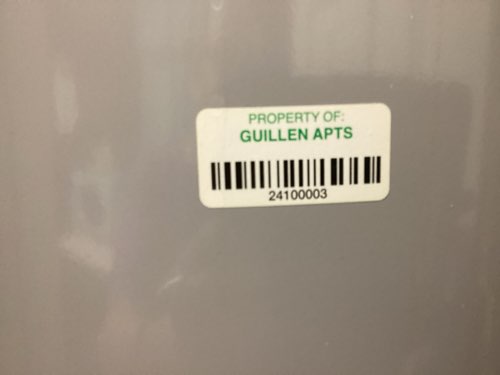 PROPERTY OF:
GUILLEN APTS
24100003